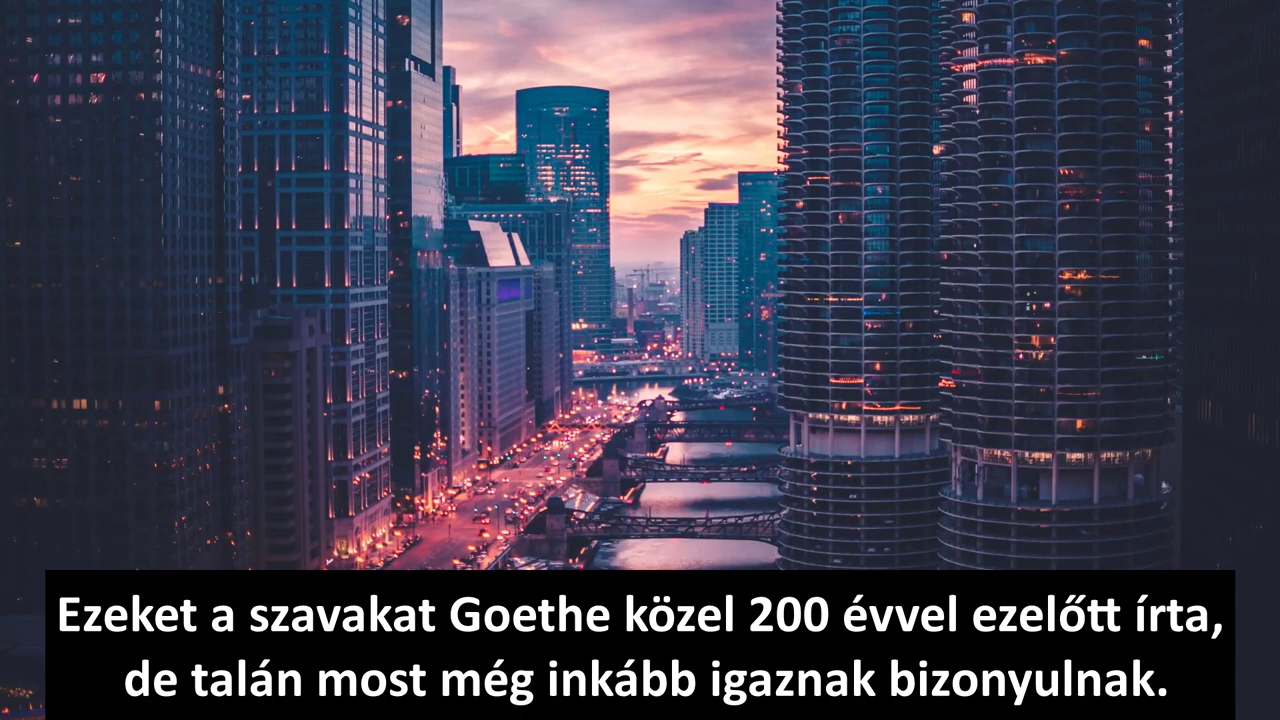 Ezeket a szavakat Goethe közel 200 évvel ezelőtt írta,
de talán most még inkább igaznak bizonyulnak.